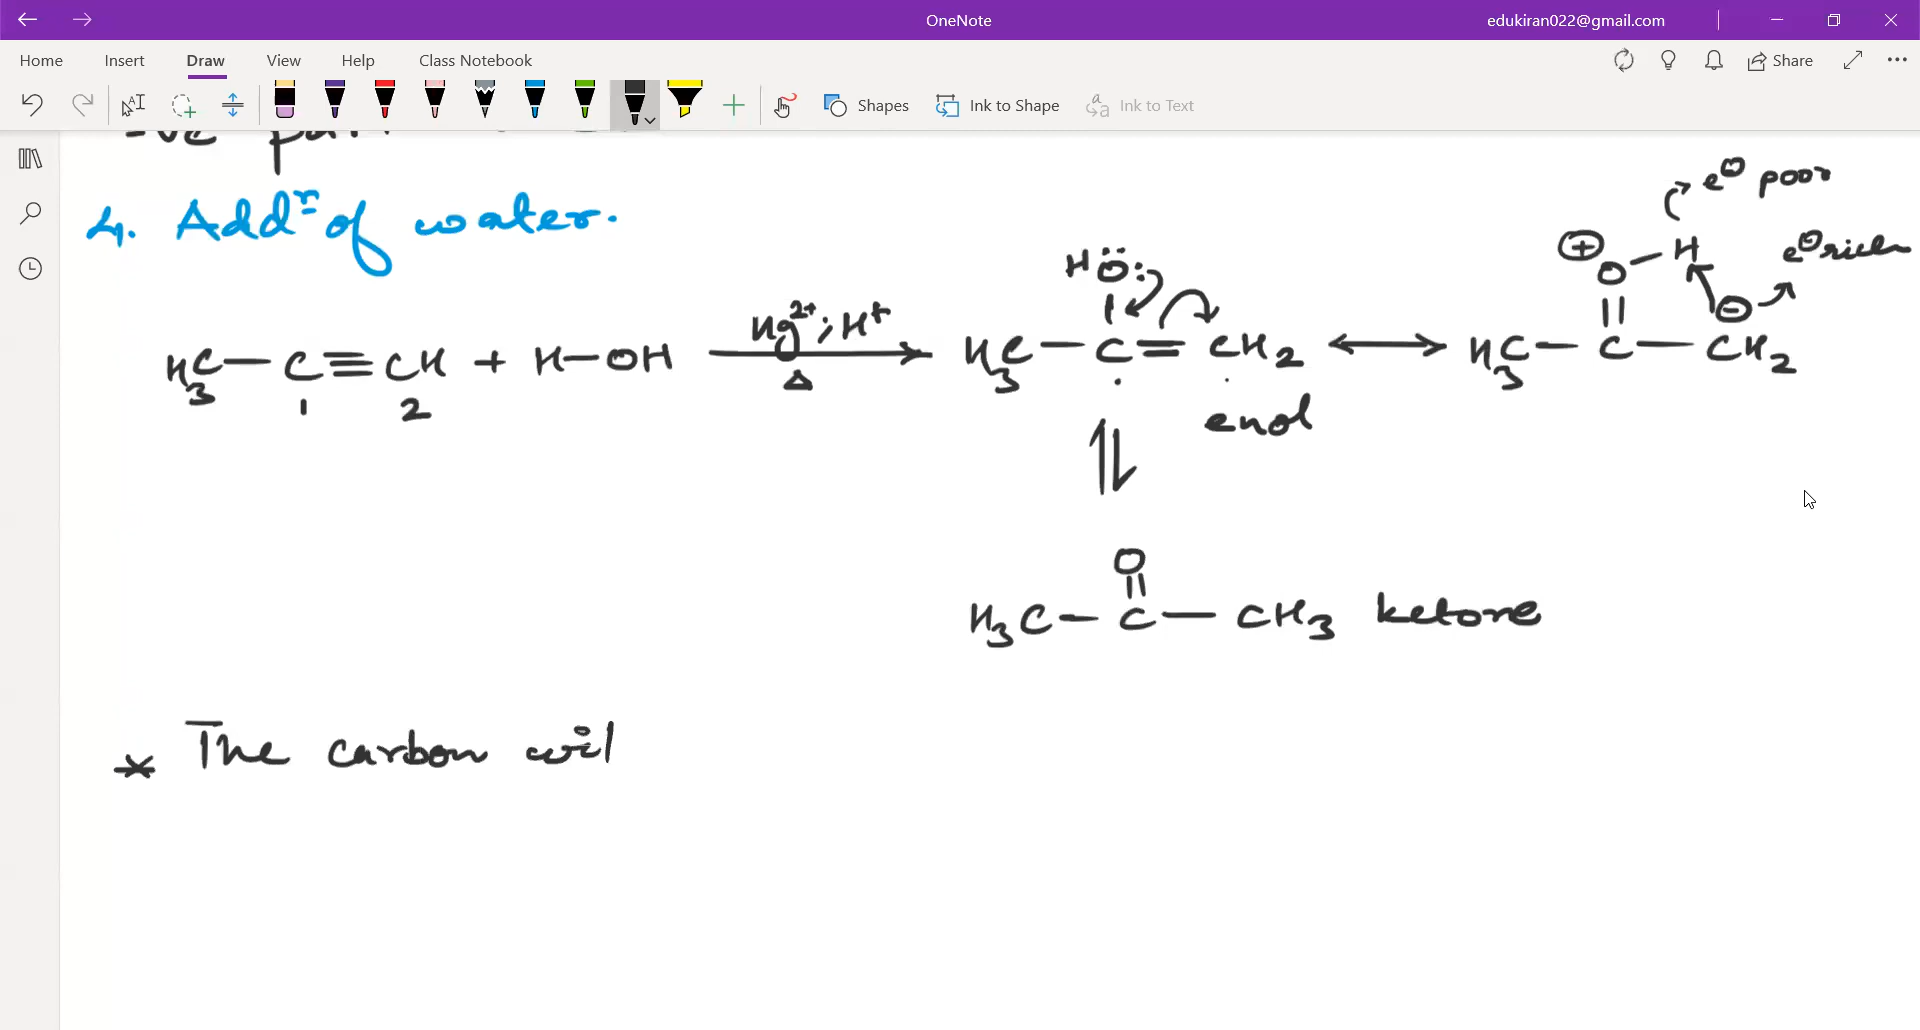 OneNote
edukiran022@gmail.com
Home Insert Draw View Help Class Notebook
Share
Shapes Ink to Shape Ink to Text
-ve
4. Addⁿ of water.
H₃C — C ≡ CH + H—OH
1 2
Hg²⁺; H⁺
Δ
HÖ:
H₃C — C = CH₂ ⟷ H₃C — C — CH₂
enol
⊕ O — H
e⊖ poor
e⊖ rich
⊖
O
H₃C — C — CH₃ ketone
* The carbon wil